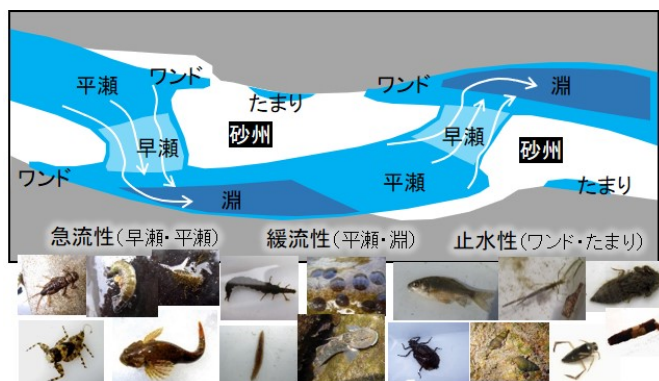 平瀬
ワンド
たまり
ワンド
淵
早瀬
砂州
早瀬
砂州
ワンド
淵
平瀬
たまり
急流性(早瀬・平瀬)
緩流性(平瀬・淵)
止水性(ワンド・たまり)